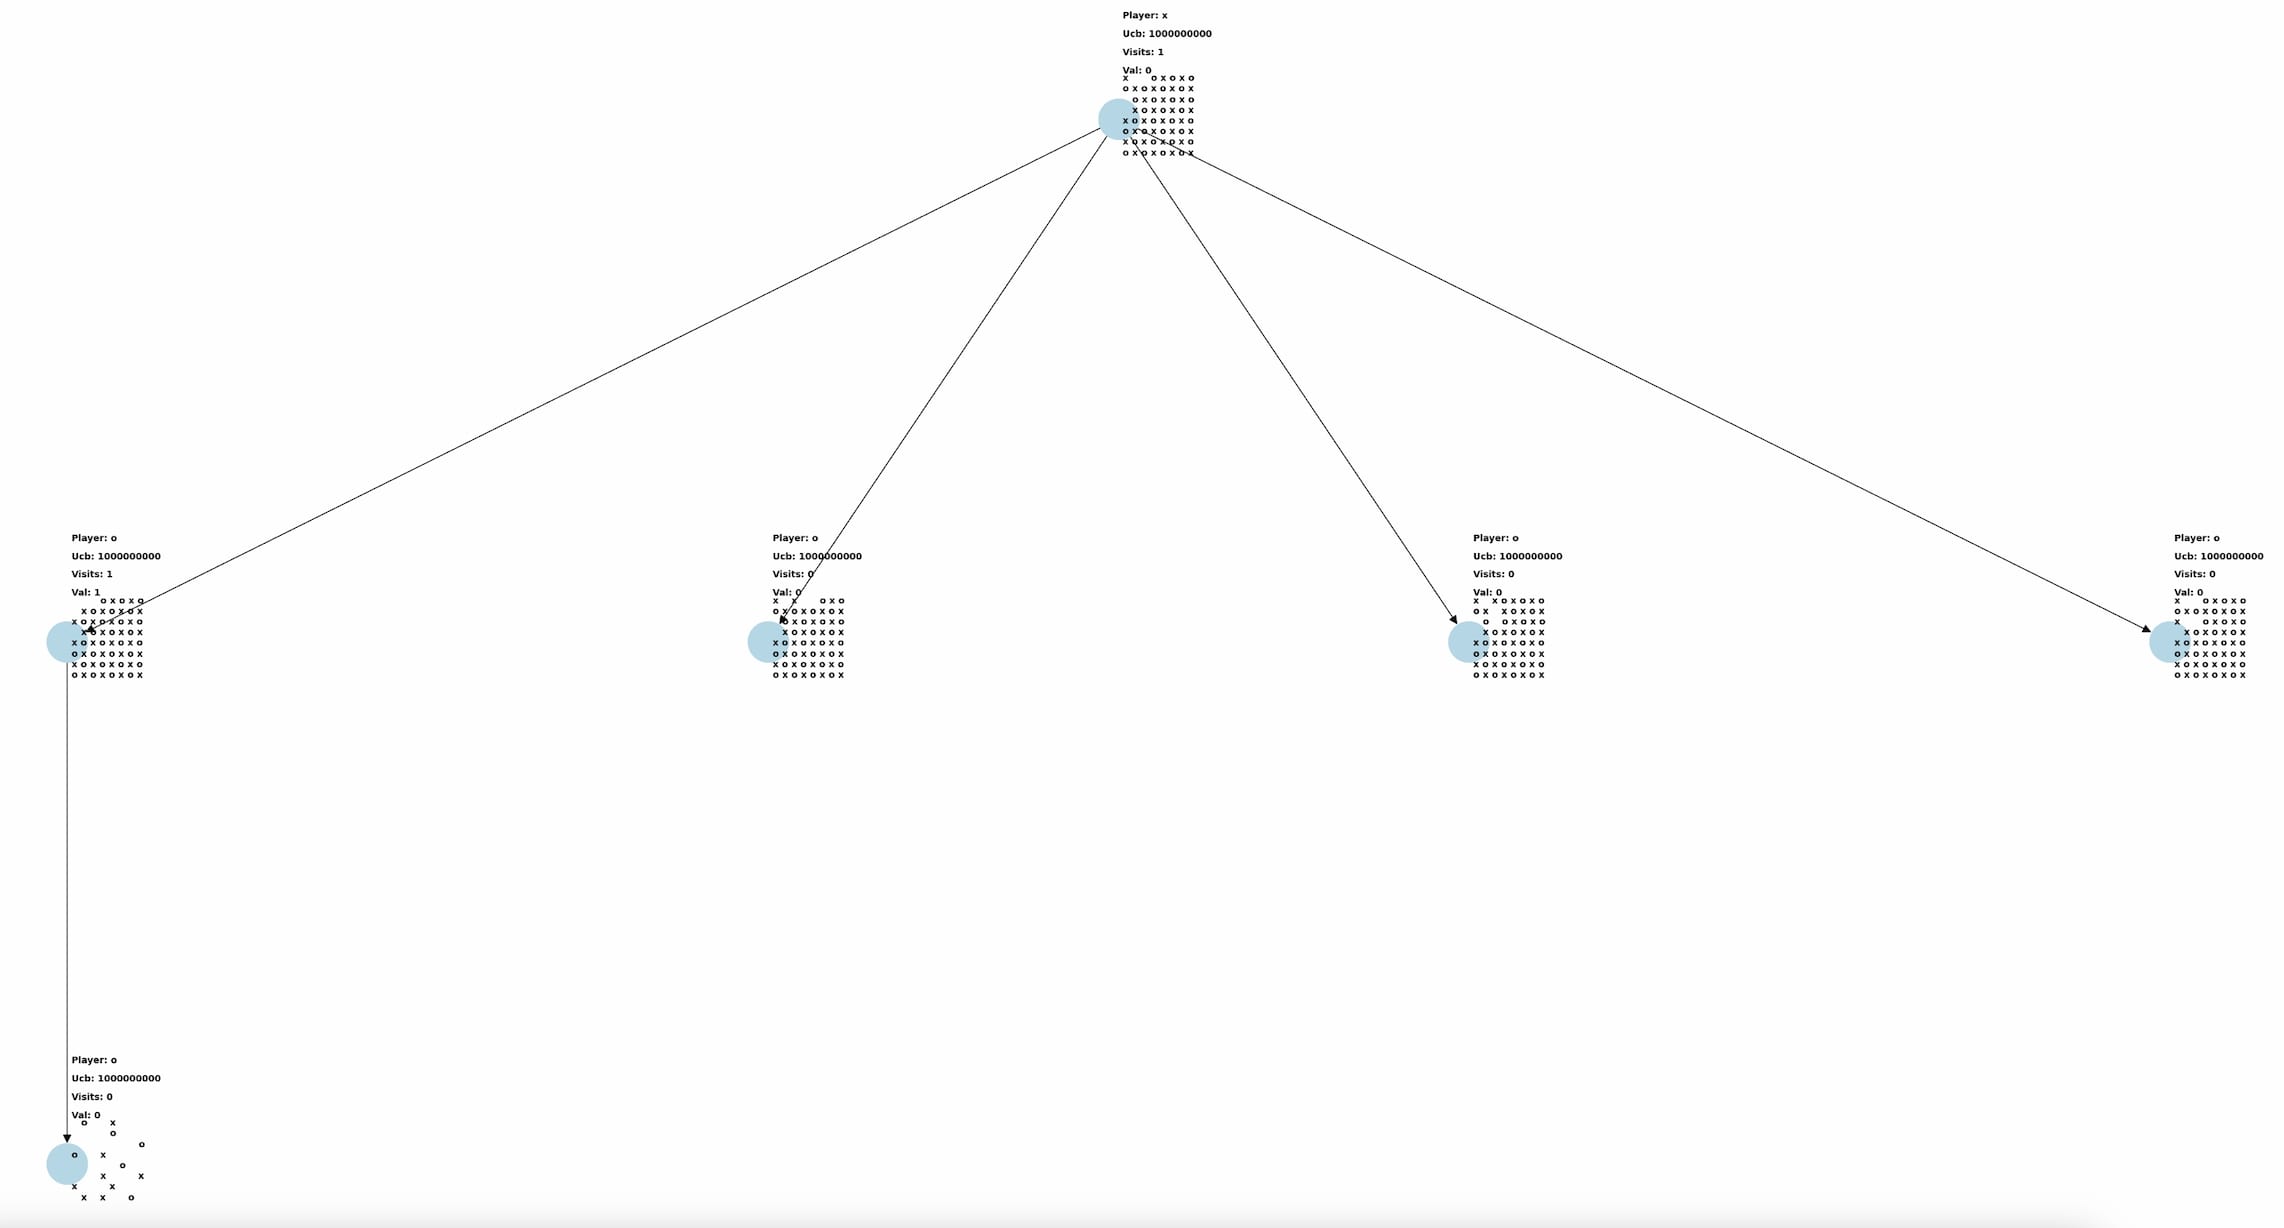 Player: x
Ucb: 1000000000
Visits: 1
Val: 0
x     o x o x o
o x o x o x o x
  o x o x o x o
  x o x o x o x
x o x o x o x o
o x o x o x o x
x o x o x o x o
o x o x o x o x
Player: o
Ucb: 1000000000
Visits: 1
Val: 1
      o x o x o
  x o x o x o x
x o x o x o x o
  x o x o x o x
x o x o x o x o
o x o x o x o x
x o x o x o x o
o x o x o x o x
Player: o
Ucb: 1000000000
Visits: 0
Val: 0
x   x     o x o
o x o x o x o x
  o x o x o x o
  x o x o x o x
x o x o x o x o
o x o x o x o x
x o x o x o x o
o x o x o x o x
Player: o
Ucb: 1000000000
Visits: 0
Val: 0
x   x o x o x o
o x   x o x o x
  o   o x o x o
  x o x o x o x
x o x o x o x o
o x o x o x o x
x o x o x o x o
o x o x o x o x
Player: o
Ucb: 1000000000
Visits: 0
Val: 0
x     o x o x o
o x o x o x o x
x     o x o x o
  x o x o x o x
x o x o x o x o
o x o x o x o x
x o x o x o x o
o x o x o x o x
Player: o
Ucb: 1000000000
Visits: 0
Val: 0
  o     x
        o
              o
o     x
          o
      x       x
x       x
  x   x     o